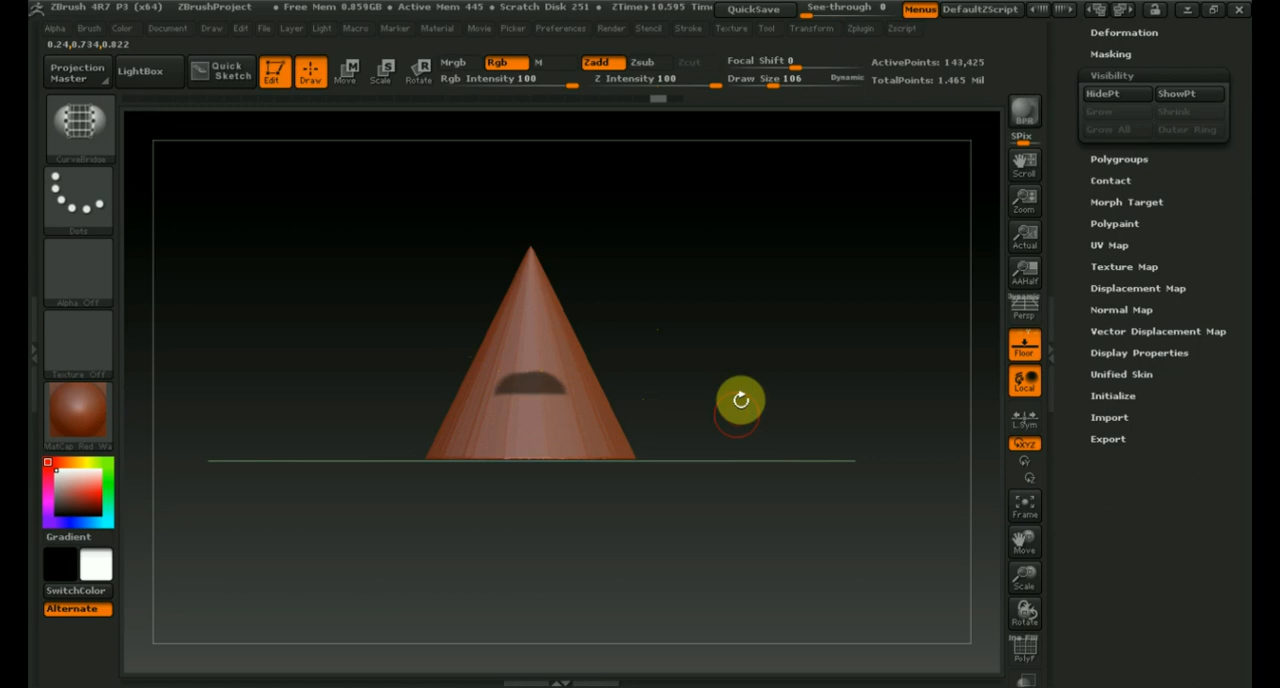 ZBrush 4R7 P3 (x64) ZBrushProject • Free Mem 0.859GB • Active Mem 445 • Scratch Disk 251 • ZTime▸10.595 Tim QuickSave See-through 0 Menus DefaultZScript
Alpha Brush Color Document Draw Edit File Layer Light Macro Marker Material Movie Picker Preferences Render Stencil Stroke Texture Tool Transform Zplugin Zscript
0.24,0.734,0.822
Projection Master
LightBox
Quick Sketch
Edit
Draw
Move
Scale
Rotate
Mrgb Rgb M
Rgb Intensity 100
Zadd Zsub Zcut
Z Intensity 100
Focal Shift 0
Draw Size 106 Dynamic
ActivePoints: 143,425
TotalPoints: 1.465 Mil
CurveBridge
Dots
Alpha Off
Texture Off
MatCap Red Wa
Gradient
SwitchColor
Alternate
BPR
SPix
Scroll
Zoom
Actual
AAHalf
Dynamic
Persp
Floor
Local
L.Sym
XYZ
Frame
Move
Scale
Rotate
PolyF
Deformation
Masking
Visibility
HidePt ShowPt
Grow Shrink
Grow All Outer Ring
Polygroups
Contact
Morph Target
Polypaint
UV Map
Texture Map
Displacement Map
Normal Map
Vector Displacement Map
Display Properties
Unified Skin
Initialize
Import
Export